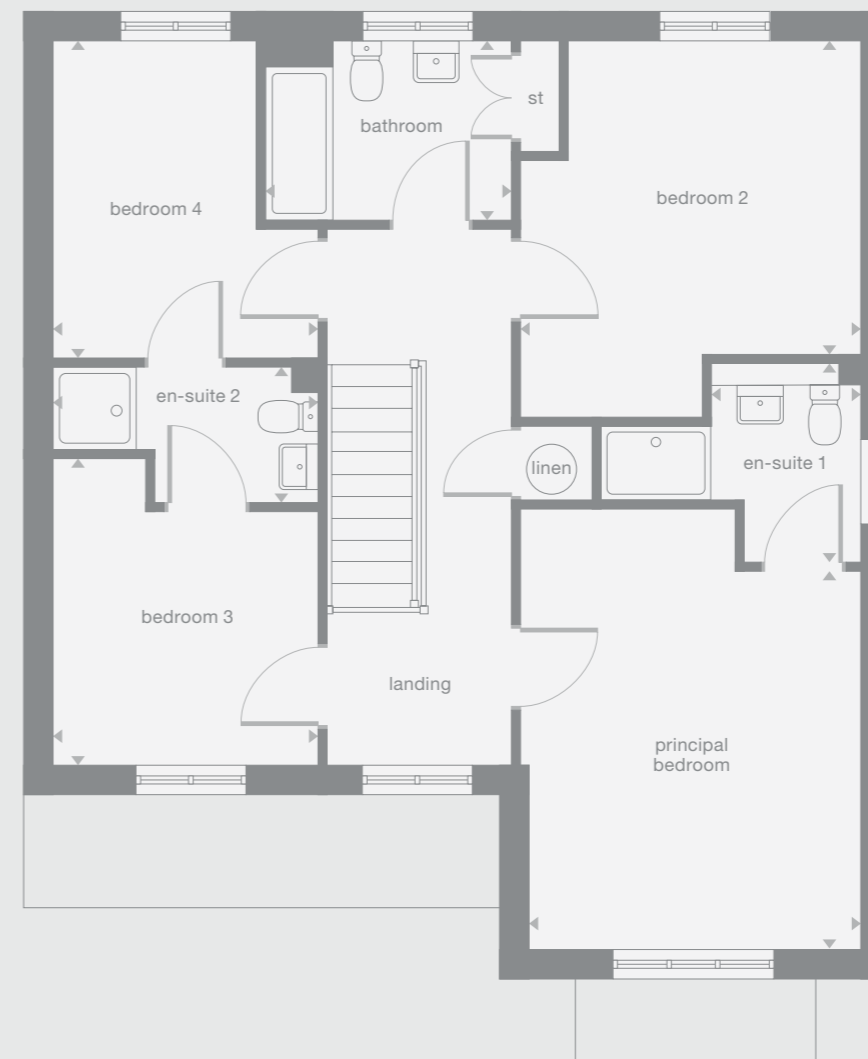 st
bathroom
bedroom 2
bedroom 4
en-suite 2
en-suite 1
linen
bedroom 3
landing
principal
bedroom